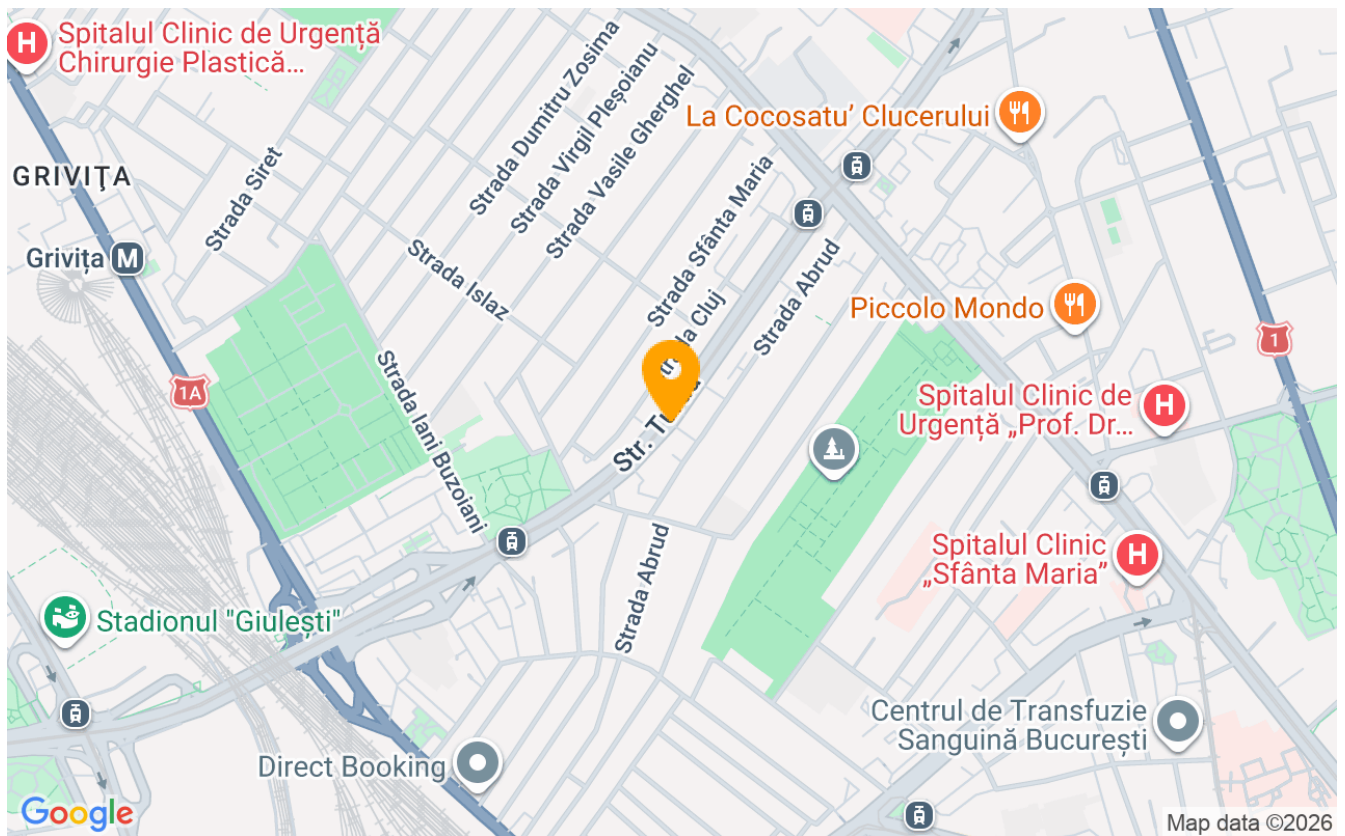 Spitalul Clinic de Urgență
Chirurgie Plastică...
Strada Dumitru Zosima
Strada Virgil Pleșoianu
Strada Vasile Gherghel
La Cocosatu' Clucerului
GRIVIȚA
Strada Siret
Strada Sfânta Maria
Grivița M
Strada Islaz
Strada Abrud
Piccolo Mondo
Cluj
1
1A
Strada Iani Buzoiani
Spitalul Clinic de
Urgență „Prof. Dr...
Str.
Strada Abrud
Spitalul Clinic
„Sfânta Maria”
Stadionul "Giulești"
Centrul de Transfuzie
Sanguină București
Direct Booking
Google
Map data ©2026